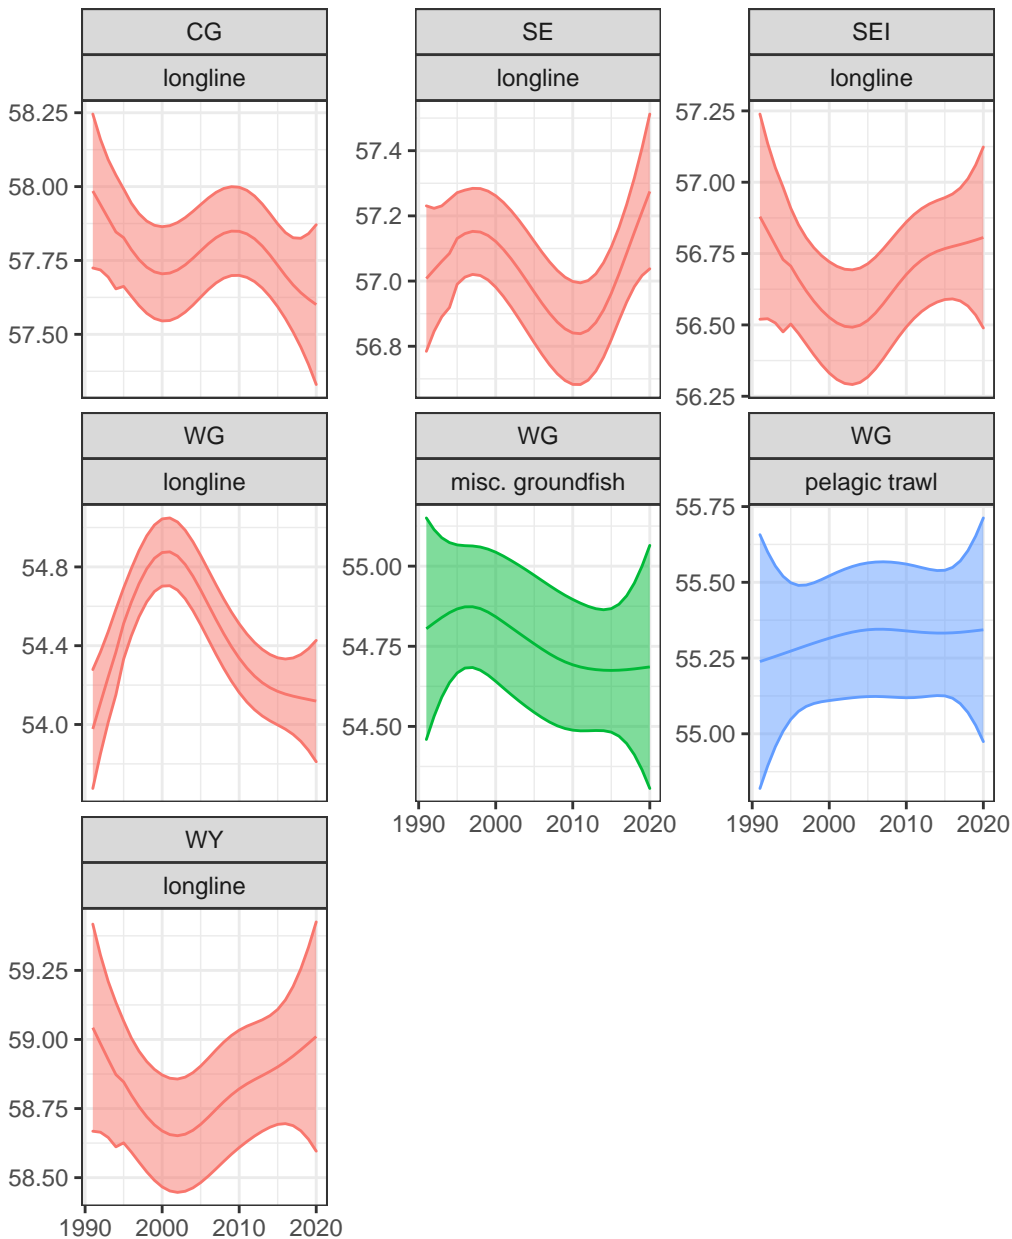 CG
SE
SEI
longline
longline
longline
58.25
58.00
57.75
57.50
57.4
57.2
57.0
56.8
57.25
57.00
56.75
56.50
56.25
WG
WG
WG
longline
misc. groundfish
pelagic trawl
54.8
54.4
54.0
55.00
54.75
54.50
55.75
55.50
55.25
55.00
1990 2000 2010 2020
1990 2000 2010 2020
WY
longline
59.25
59.00
58.75
58.50
1990 2000 2010 2020